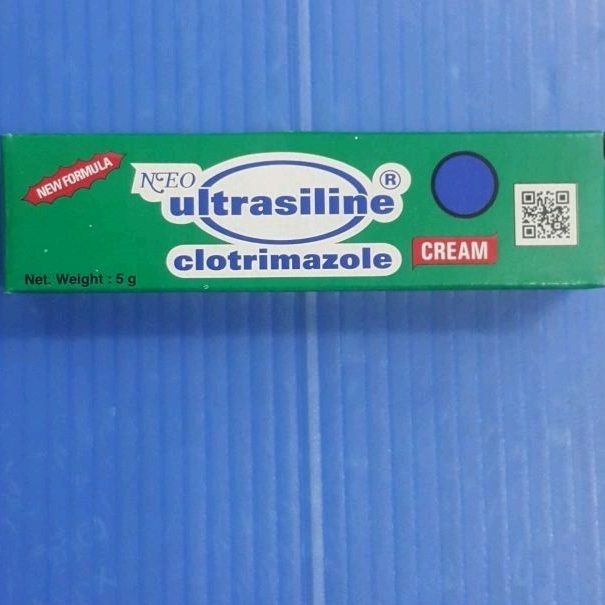 NEW FORMULA
NEO
ultrasiline ®
clotrimazole
CREAM
Net. Weight : 5 g